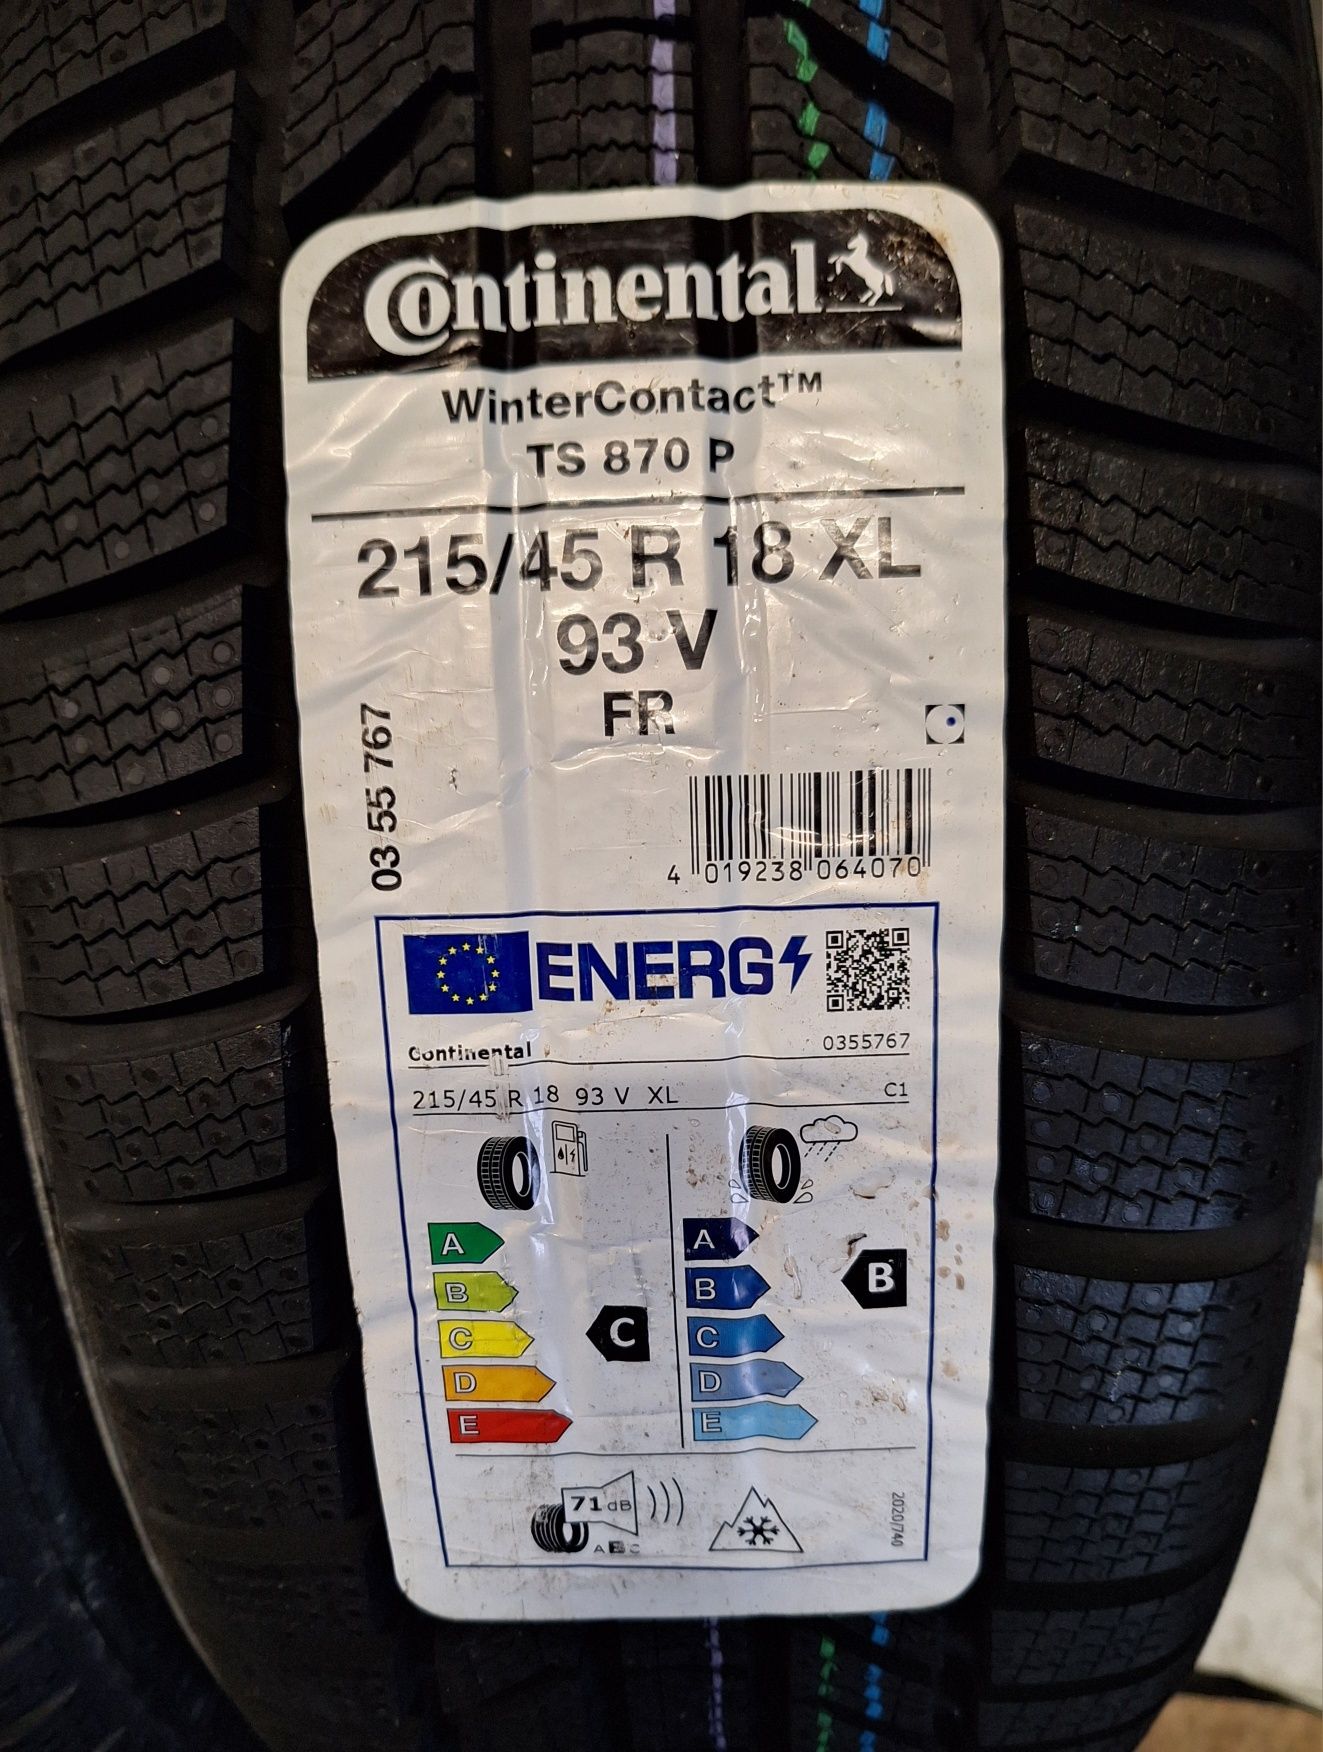 Continental
WinterContact™
TS 870 P
215/45 R 18 XL
93 V
FR
03 55 767
4 019238 064070
ENERG
Continental
0355767
215/45 R 18 93 V XL
C1
A
B
C
D
E
C
A
B
C
D
E
B
71 dB
A B C
2020/740